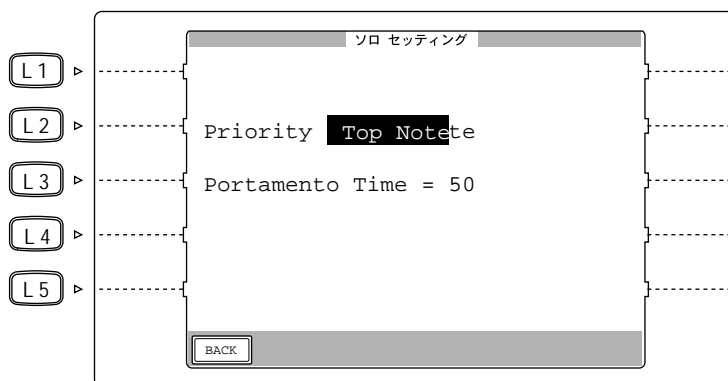 ソロ セッティング
L1
L2
Priority Top Notete
L3
Portamento Time = 50
L4
L5
BACK